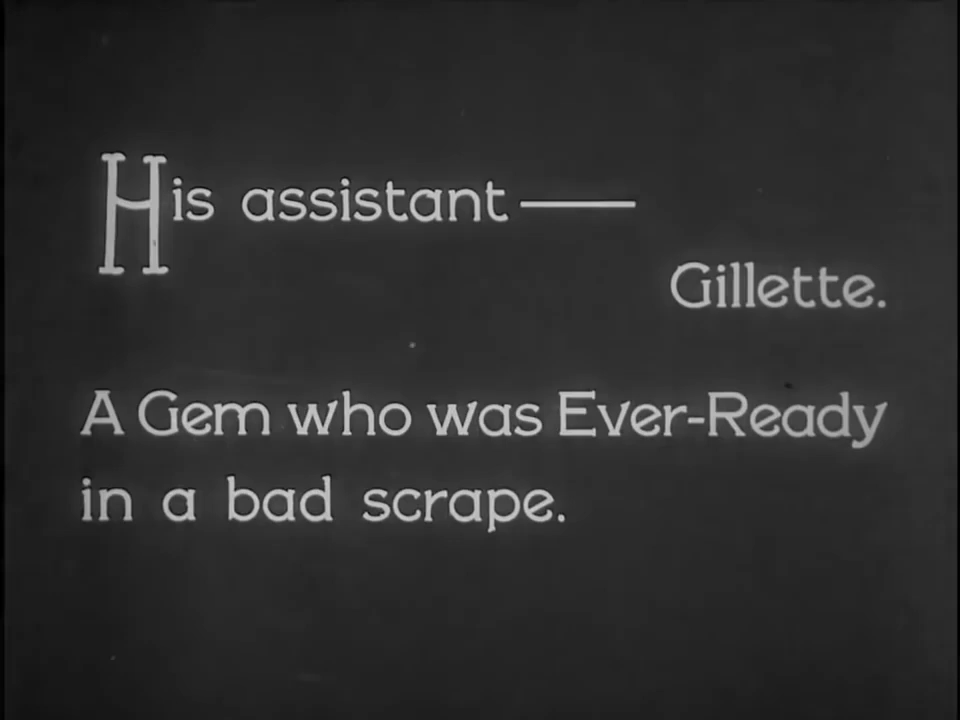 His assistant——
Gillette.
A Gem who was Ever-Ready
in a bad scrape.